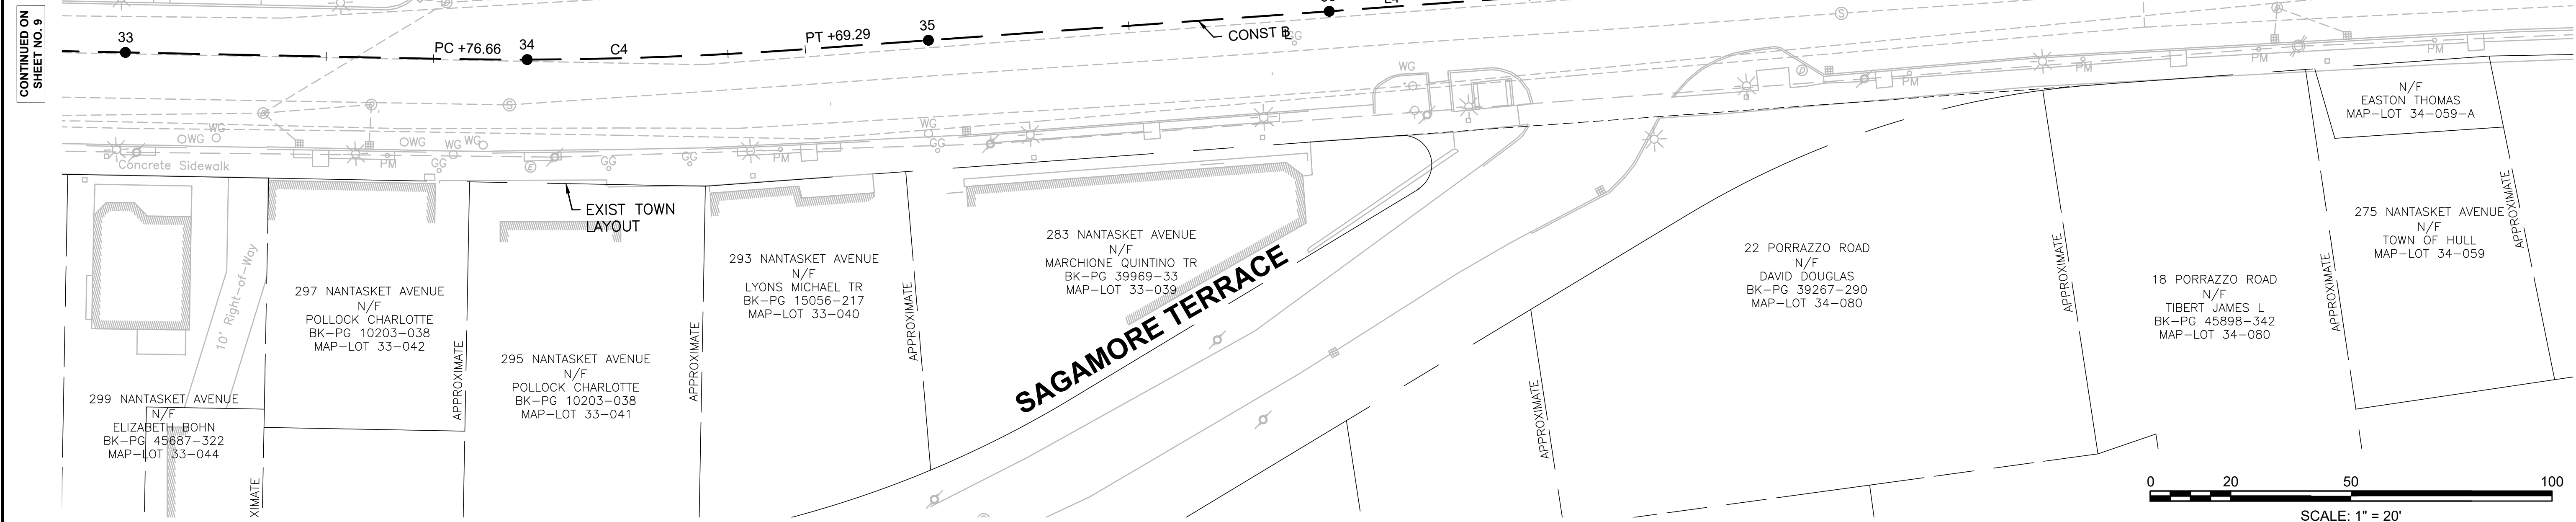 CONTINUED ON
SHEET NO. 9
33
PC +76.66
34
C4
PT +69.29
35
CONST BL
GG
WG
WG
WG
WG
WG
WG
GG
GG
GG
GG
PM
PM
PM
PM
PM
PM
S
S
D
E
Concrete Sidewalk
10' Right-of-Way
EXIST TOWN
LAYOUT
299 NANTASKET AVENUE
N/F
ELIZABETH BOHN
BK-PG 45687-322
MAP-LOT 33-044
297 NANTASKET AVENUE
N/F
POLLOCK CHARLOTTE
BK-PG 10203-038
MAP-LOT 33-042
APPROXIMATE
295 NANTASKET AVENUE
N/F
POLLOCK CHARLOTTE
BK-PG 10203-038
MAP-LOT 33-041
APPROXIMATE
293 NANTASKET AVENUE
N/F
LYONS MICHAEL TR
BK-PG 15056-217
MAP-LOT 33-040
APPROXIMATE
283 NANTASKET AVENUE
N/F
MARCHIONE QUINTINO TR
BK-PG 39969-33
MAP-LOT 33-039
SAGAMORE TERRACE
APPROXIMATE
22 PORRAZZO ROAD
N/F
DAVID DOUGLAS
BK-PG 39267-290
MAP-LOT 34-080
APPROXIMATE
18 PORRAZZO ROAD
N/F
TIBERT JAMES L
BK-PG 45898-342
MAP-LOT 34-080
APPROXIMATE
N/F
EASTON THOMAS
MAP-LOT 34-059-A
275 NANTASKET AVENUE
N/F
TOWN OF HULL
MAP-LOT 34-059
APPROXIMATE
XIMATE
0 20 50 100
SCALE: 1" = 20'